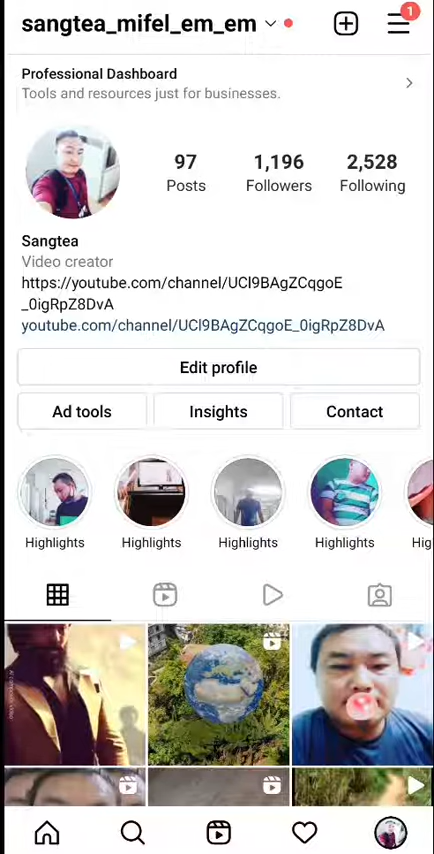 sangtea_mifel_em_em
1
Professional Dashboard
Tools and resources just for businesses.
97
1,196
2,528
Posts
Followers
Following
Sangtea
Video creator
https://youtube.com/channel/UCl9BAgZCqgoE
_0igRpZ8DvA
youtube.com/channel/UCl9BAgZCqgoE_0igRpZ8DvA
Edit profile
Ad tools
Insights
Contact
Highlights
Highlights
Highlights
Highlights
Hig